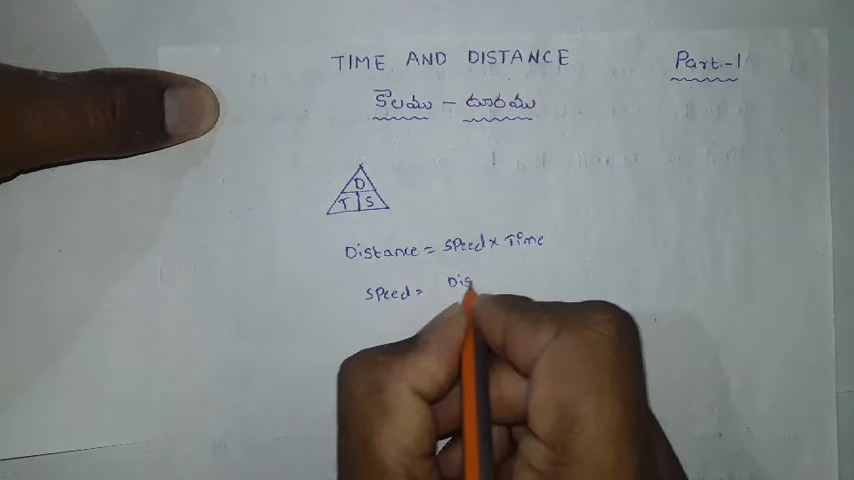 TIME AND DISTANCE Part-1
కాలము - దూరము
D
T S
Distance = Speed × Time
Speed = Dis